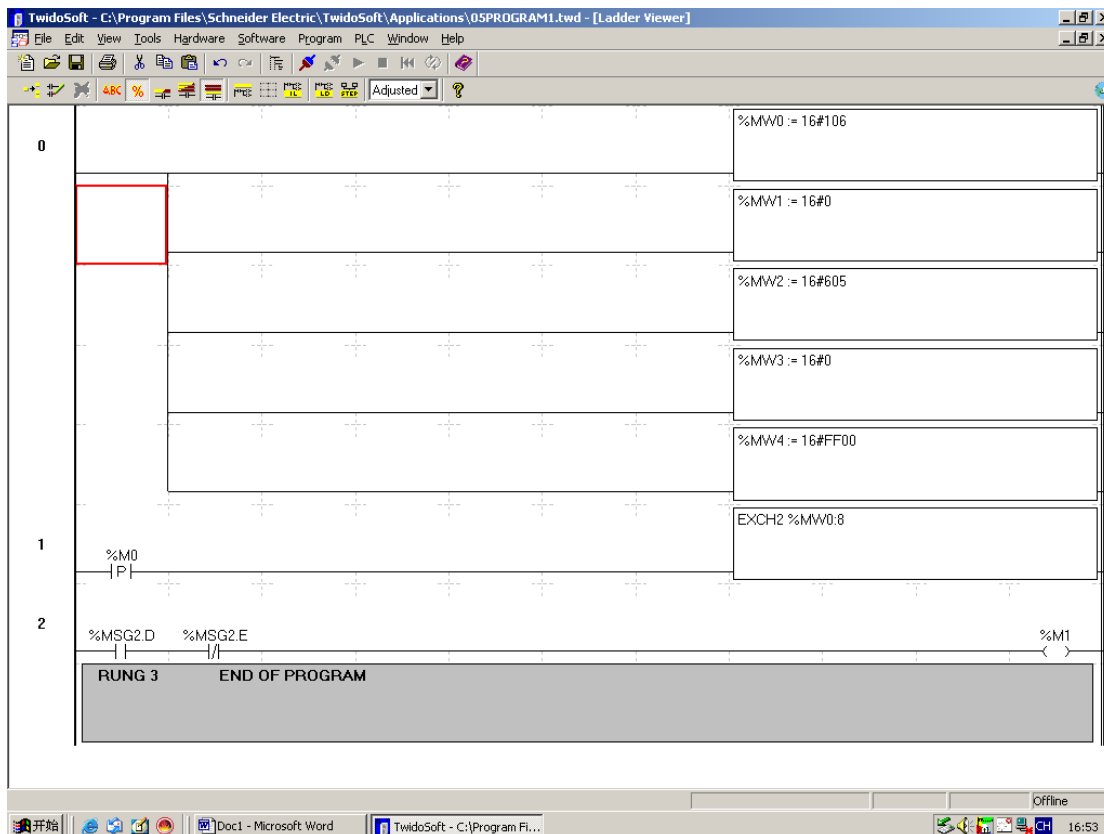 TwidoSoft - C:\Program Files\Schneider Electric\TwidoSoft\Applications\05PROGRAM1.twd - [Ladder Viewer]
File Edit View Tools Hardware Software Program PLC Window Help
ABC % Adjusted
0
%MW0 := 16#106
%MW1 := 16#0
%MW2 := 16#605
%MW3 := 16#0
%MW4 := 16#FF00
1
%M0
P
EXCH2 %MW0:8
2
%MSG2.D %MSG2.E %M1
RUNG 3 END OF PROGRAM
Offline
开始 Doc1 - Microsoft Word TwidoSoft - C:\Program Fi... CH 16:53